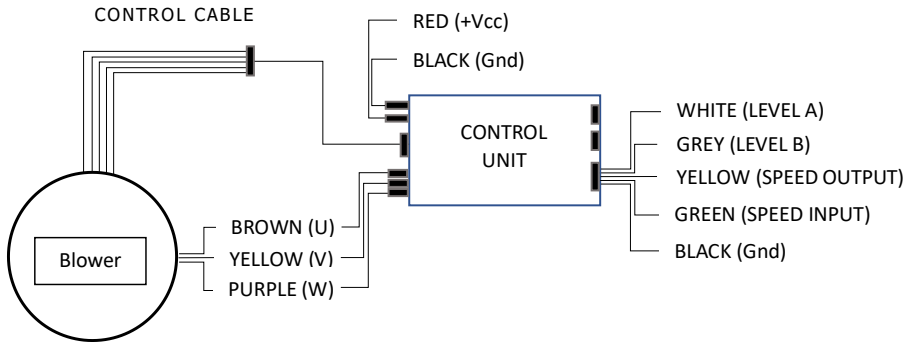 CONTROL CABLE
RED (+Vcc)
BLACK (Gnd)
CONTROL
UNIT
WHITE (LEVEL A)
GREY (LEVEL B)
YELLOW (SPEED OUTPUT)
GREEN (SPEED INPUT)
BLACK (Gnd)
Blower
BROWN (U)
YELLOW (V)
PURPLE (W)